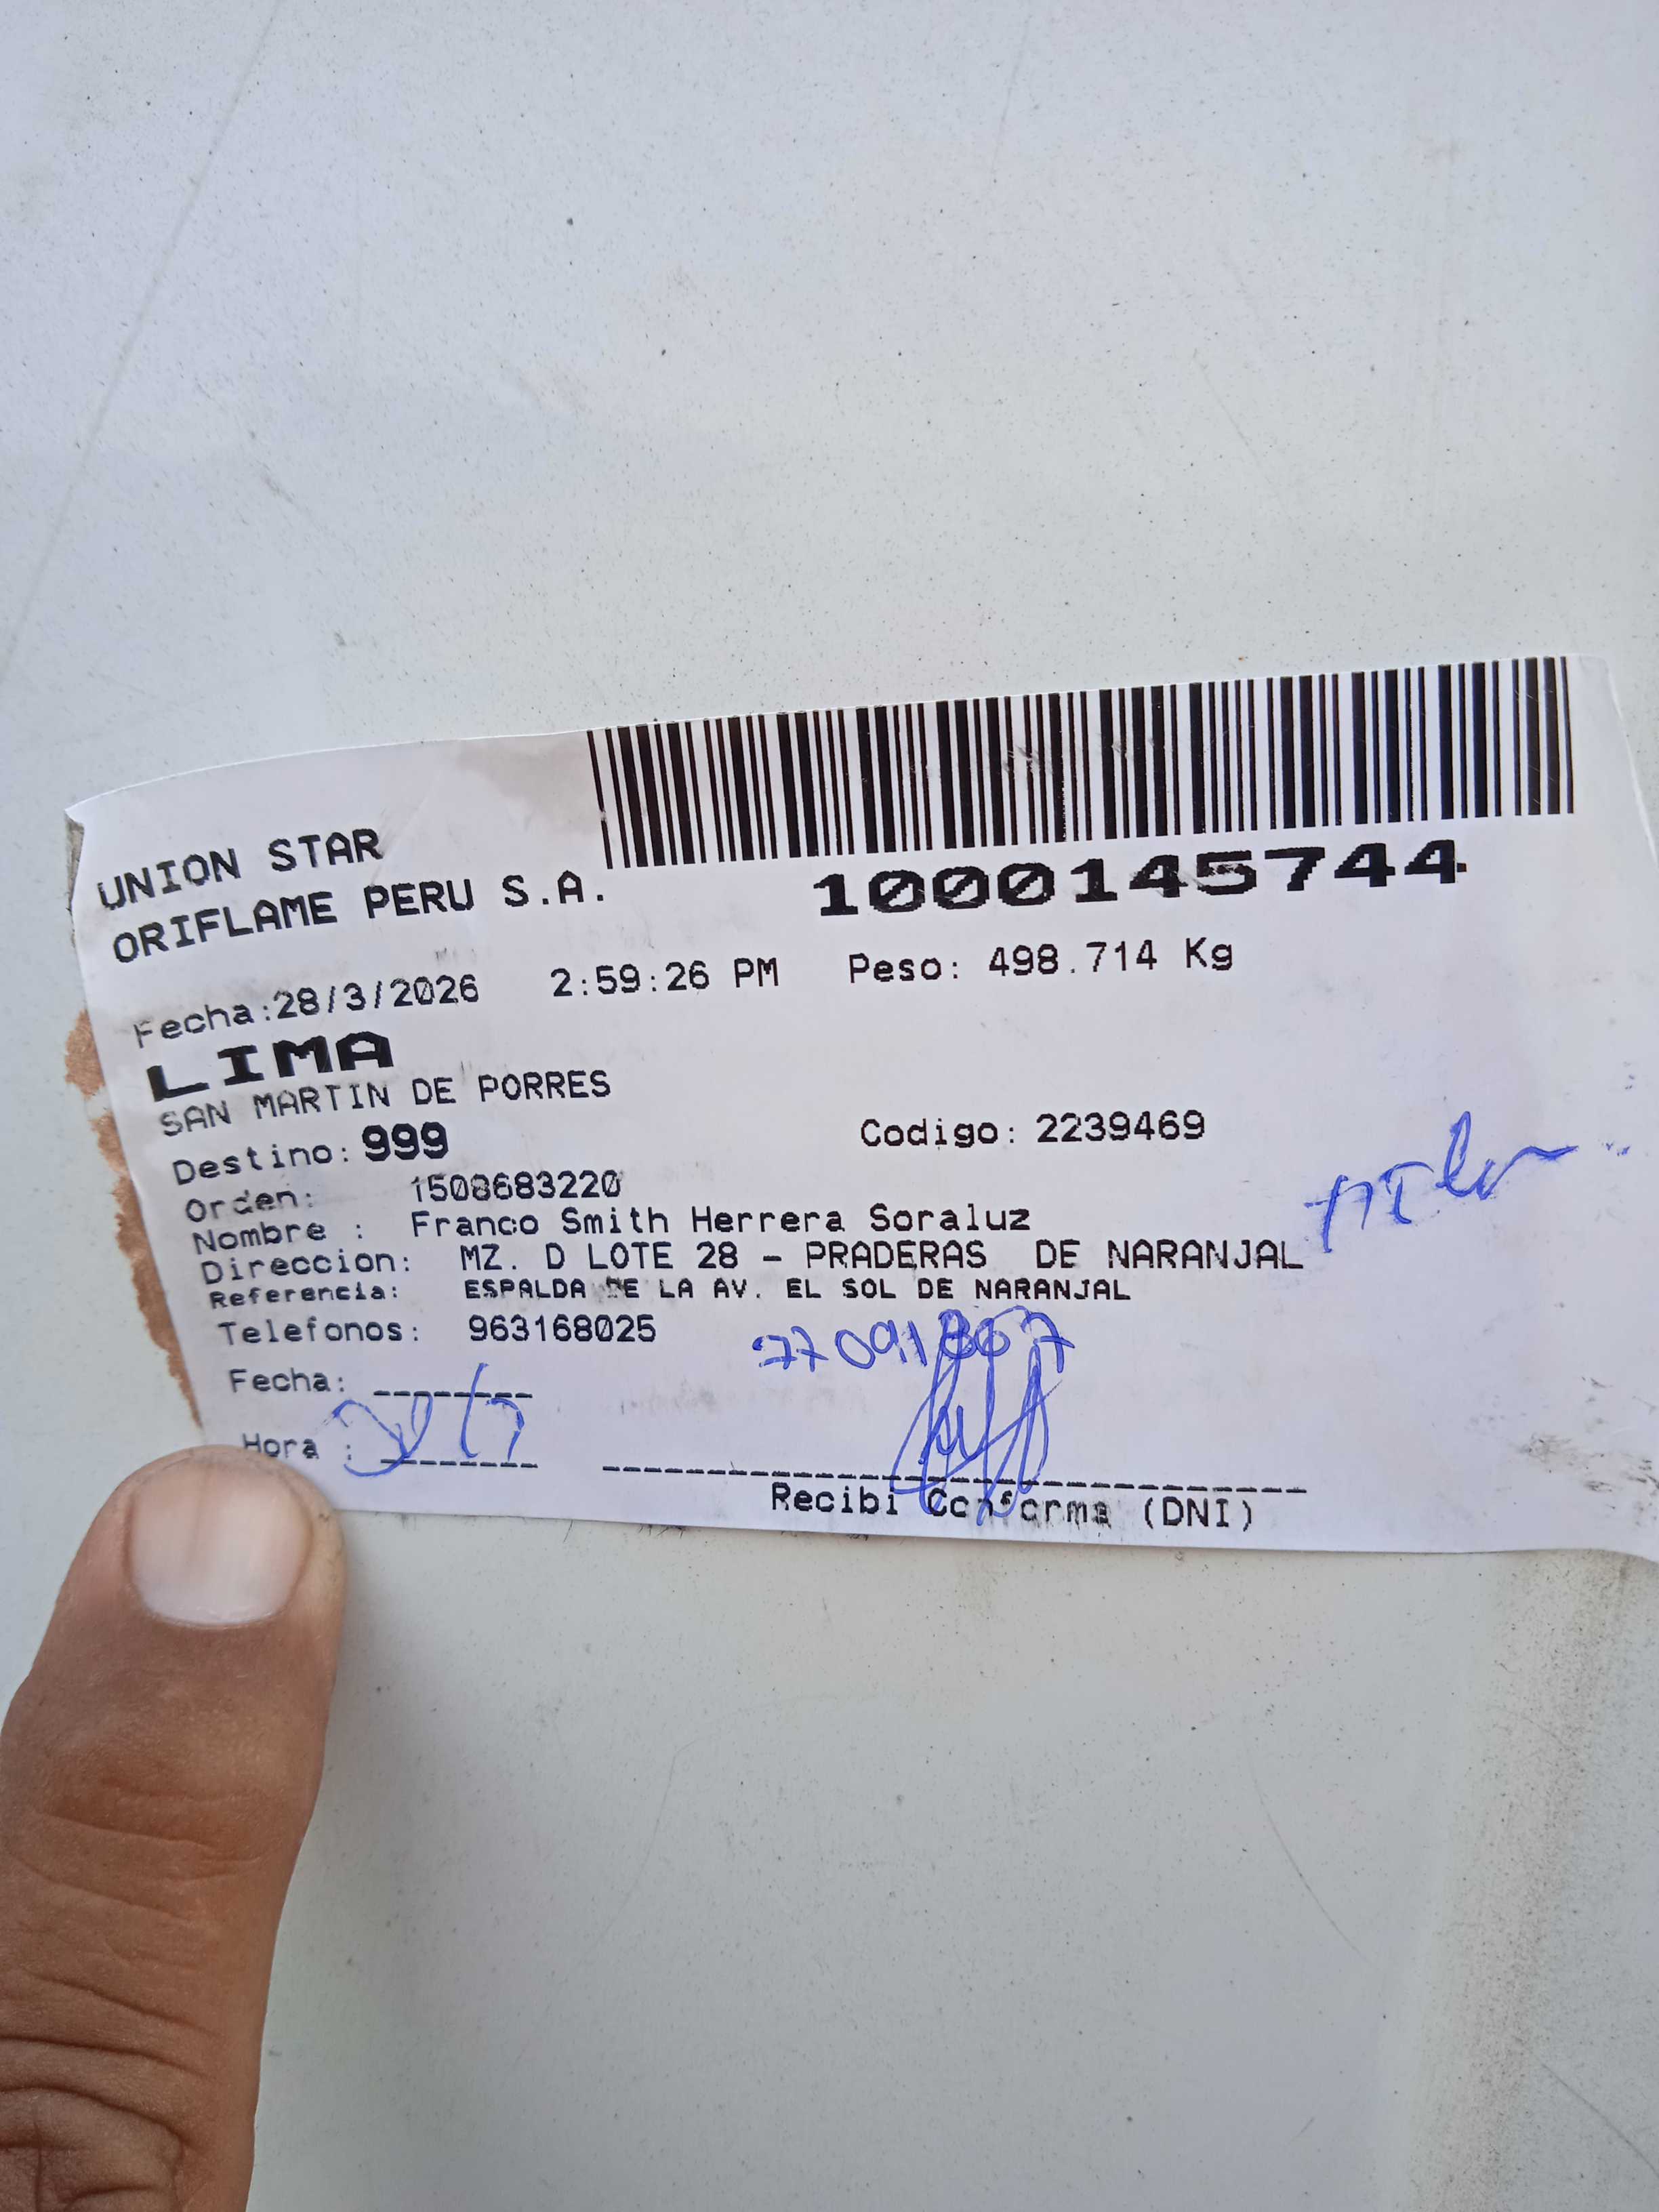 UNION STAR
ORIFLAME PERU S.A.
1000145744
Fecha:28/3/2026 2:59:26 PM Peso: 498.714 Kg
LIMA
SAN MARTIN DE PORRES
Destino: 999 Codigo: 2239469
Orden: 1508683220
Nombre : Franco Smith Herrera Soraluz
Direccion: MZ. D LOTE 28 - PRADERAS DE NARANJAL
Referencia: ESPALDA DE LA AV. EL SOL DE NARANJAL
Telefonos: 963168025
Fecha:
Hora :
Recibi Conforme (DNI)